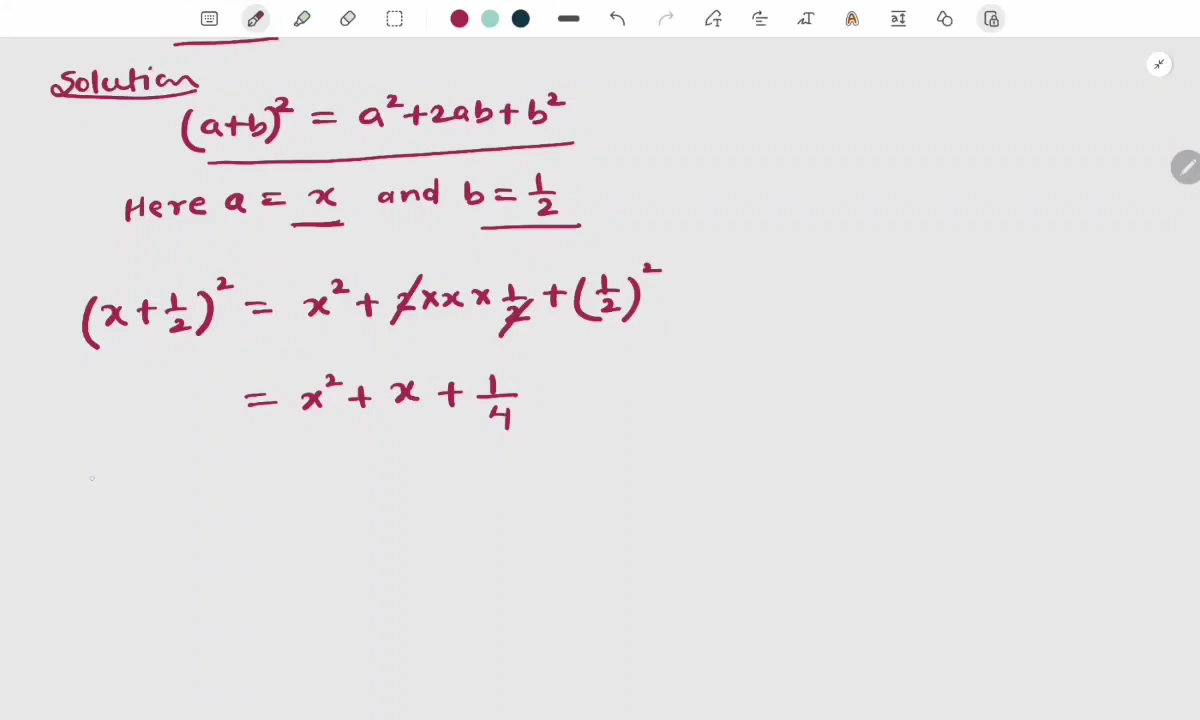 Solution
(a+b)² = a²+2ab+b²
Here a = x and b = 1/2
(x+1/2)² = x² + 2×x×1/2 + (1/2)²
= x² + x + 1/4